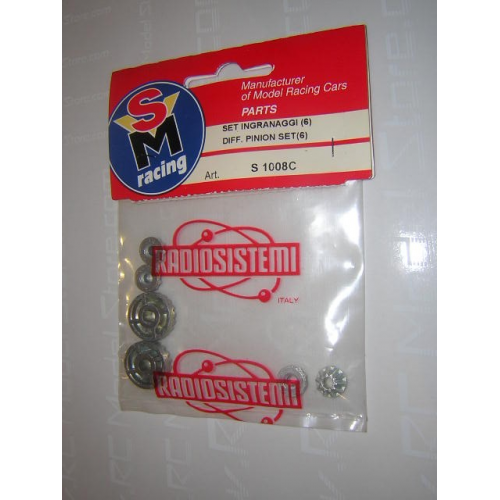 SM
racing
Manufacturer
of Model Racing Cars
PARTS
SET INGRANAGGI (6)
DIFF. PINION SET(6)
Art. S 1008C
RADIOSISTEMI
ITALY
RADIOSISTEMI